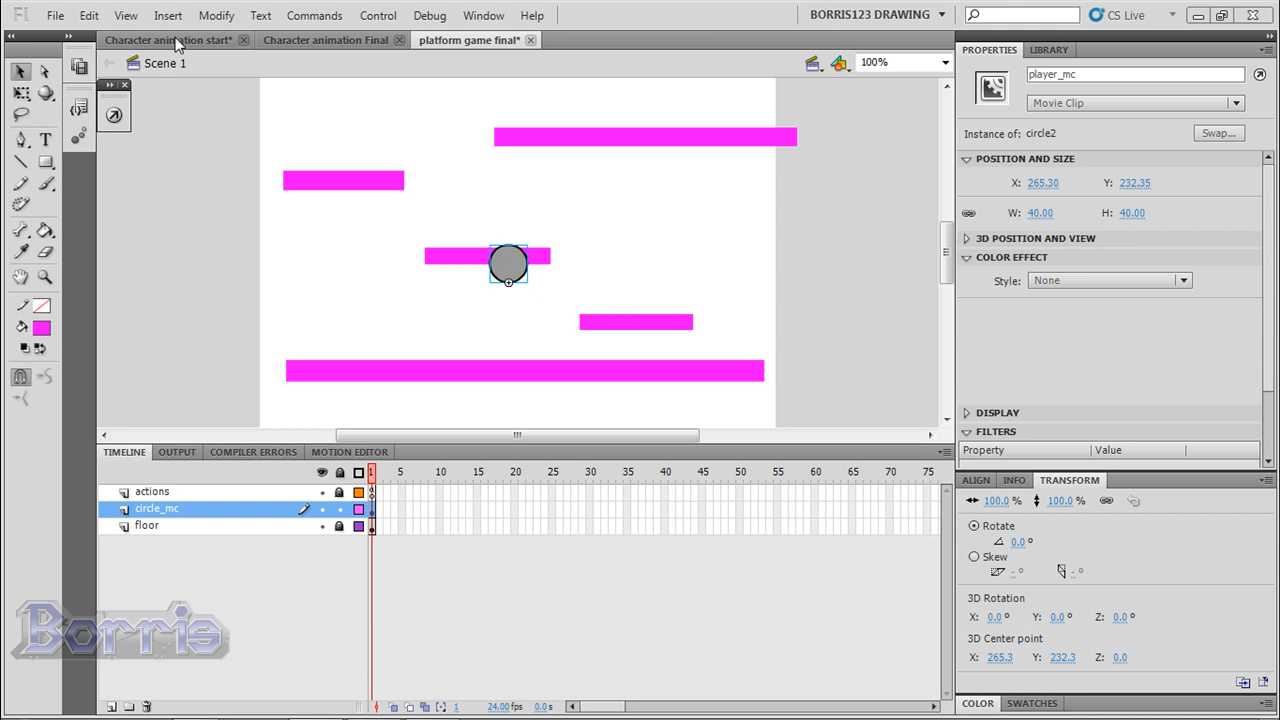 Fl File Edit View Insert Modify Text Commands Control Debug Window Help BORRIS123 DRAWING CS Live
Character animation start* Character animation Final platform game final*
Scene 1 100%
PROPERTIES LIBRARY
player_mc
Movie Clip
Instance of: circle2 Swap...
POSITION AND SIZE
X: 265.30 Y: 232.35
W: 40.00 H: 40.00
3D POSITION AND VIEW
COLOR EFFECT
Style: None
DISPLAY
FILTERS
Property Value
TIMELINE OUTPUT COMPILER ERRORS MOTION EDITOR
1 5 10 15 20 25 30 35 40 45 50 55 60 65 70 75
actions
circle_mc
floor
ALIGN INFO TRANSFORM
100.0 % 100.0 %
Rotate
0.0 °
Skew
- ° - °
3D Rotation
X: 0.0 ° Y: 0.0 ° Z: 0.0 °
3D Center point
X: 265.3 Y: 232.3 Z: 0.0
Borris
1 24.00 fps 0.0 s
COLOR SWATCHES